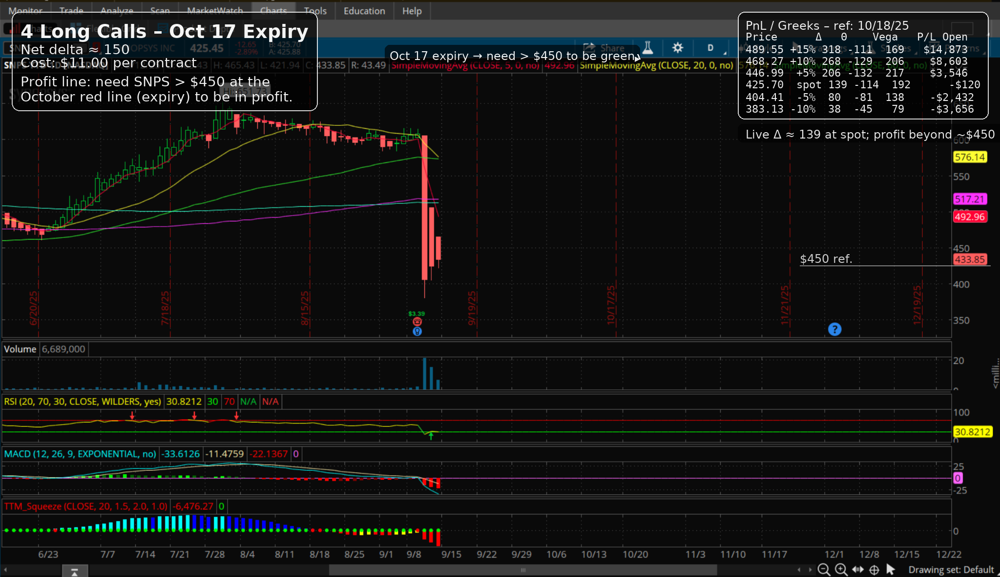 Monitor Trade Analyze Scan MarketWatch Charts Tools Education Help
4 Long Calls – Oct 17 Expiry
Net delta ≈ 150
Cost: $11.00 per contract
Profit line: need SNPS > $450 at the
October red line (expiry) to be in profit.
425.45 -12.65 -2.89% B: 425.70 A: 425.88
Share
D
Oct 17 expiry → need > $450 to be green
H: 465.43 L: 421.94 C: 433.85 R: 43.49 SimpleMovingAvg (CLOSE, 5, 0, no) 492.96 SimpleMovingAvg (CLOSE, 20, 0, no)
Hi: 651.73
PnL / Greeks – ref: 10/18/25
Price Δ Θ Vega P/L Open
489.55 +15% 318 -111 169 $14,873
468.27 +10% 268 -129 206 $8,603
446.99 +5% 206 -132 217 $3,546
425.70 spot 139 -114 192 -$120
404.41 -5% 80 -81 138 -$2,432
383.13 -10% 38 -45 79 -$3,656
Live Δ ≈ 139 at spot; profit beyond ~$450
600
576.14
550
517.21
492.96
450
$450 ref.
433.85
400
350
6/20/25 7/18/25 8/15/25 9/19/25 10/17/25 11/21/25 12/19/25
$3.39
?
Volume 6,689,000
20
0
<milli...
RSI (20, 70, 30, CLOSE, WILDERS, yes) 30.8212 30 70 N/A N/A
100
30.8212
0
MACD (12, 26, 9, EXPONENTIAL, no) -33.6126 -11.4759 -22.1367 0
25
0
-25
TTM_Squeeze (CLOSE, 20, 1.5, 2.0, 1.0) -6,476.27 0
0
6/23 7/7 7/14 7/21 7/28 8/4 8/11 8/18 8/25 9/1 9/8 9/15 9/22 9/29 10/6 10/13 10/20 11/3 11/10 11/17 12/1 12/8 12/15 12/22
Drawing set: Default